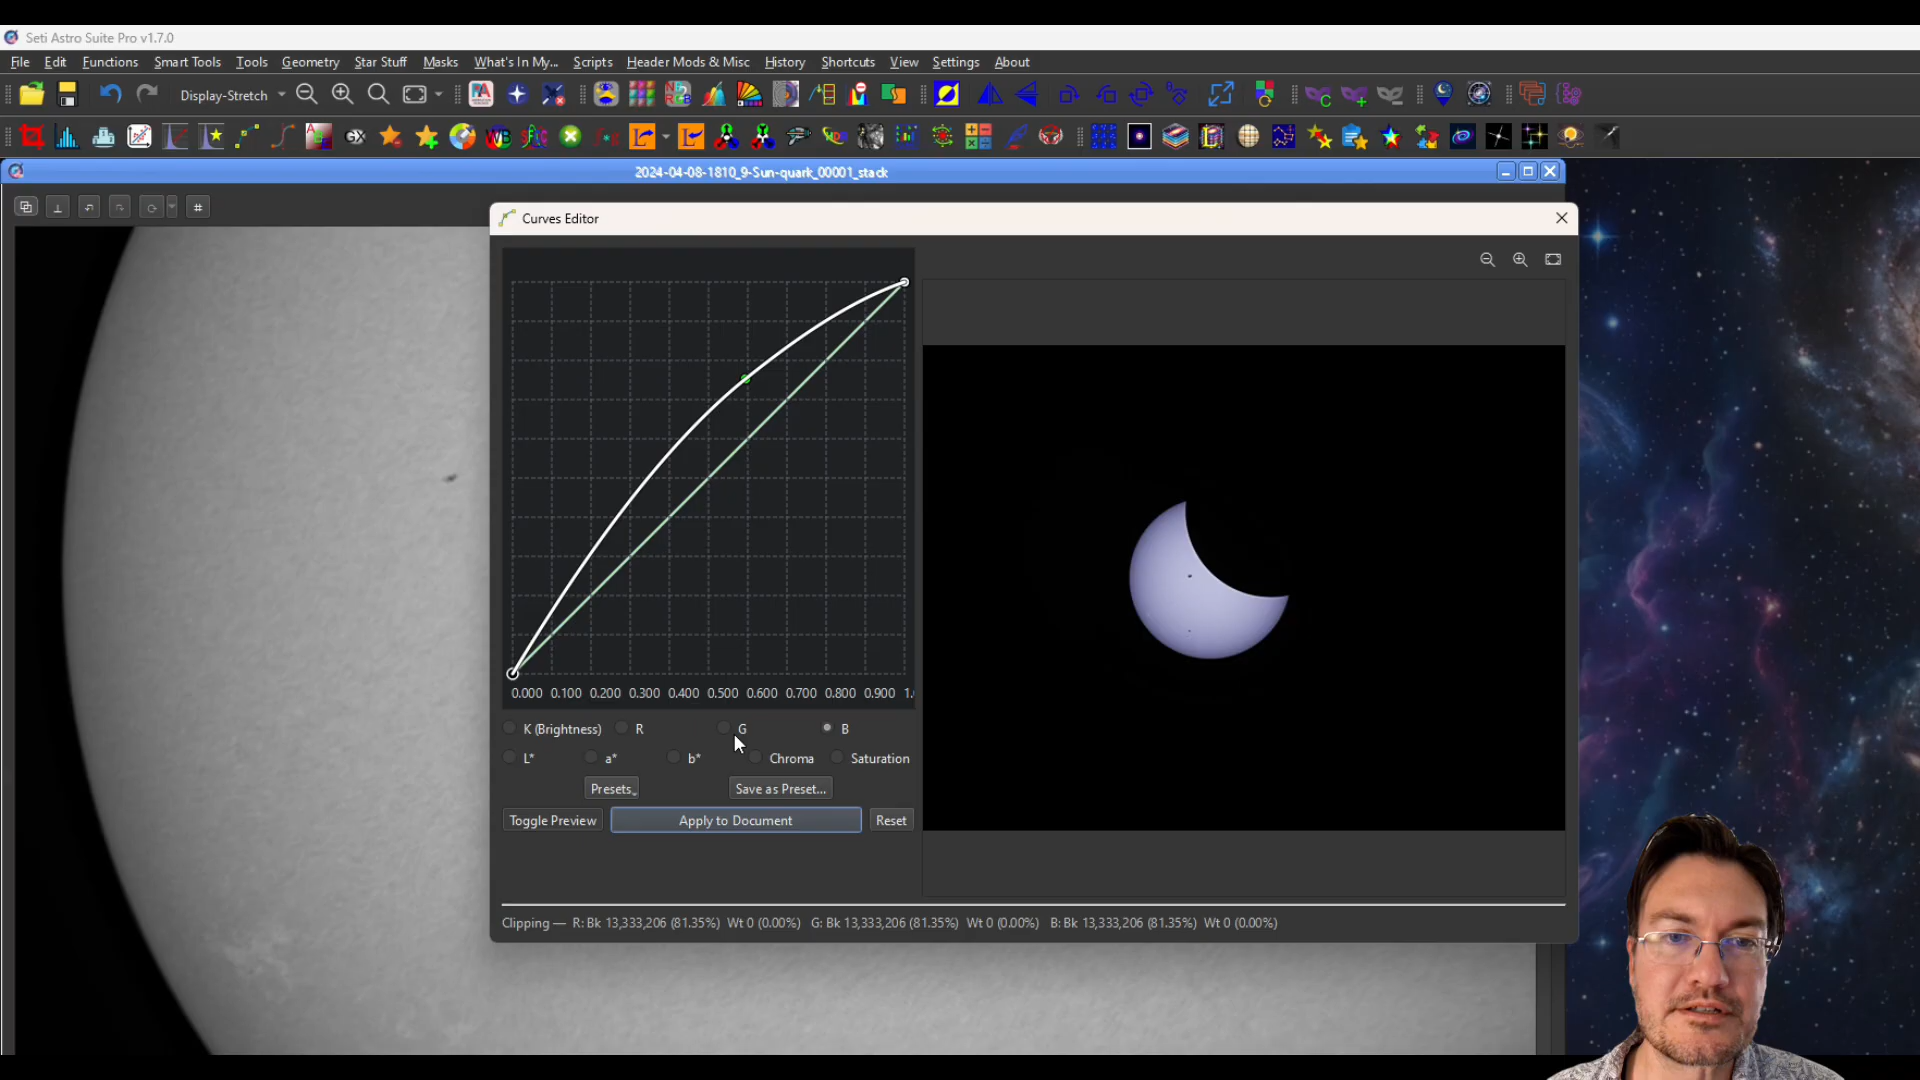 Seti Astro Suite Pro v1.7.0
File Edit Functions Smart Tools Tools Geometry Star Stuff Masks What's In My... Scripts Header Mods & Misc History Shortcuts View Settings About
Display-Stretch
2024-04-08-1810_9-Sun-quark_00001_stack
Curves Editor
0.000 0.100 0.200 0.300 0.400 0.500 0.600 0.700 0.800 0.900 1.
K (Brightness) R G B
L* a* b* Chroma Saturation
Presets Save as Preset...
Toggle Preview Apply to Document Reset
Clipping — R: Bk 13,333,206 (81.35%) Wt 0 (0.00%) G: Bk 13,333,206 (81.35%) Wt 0 (0.00%) B: Bk 13,333,206 (81.35%) Wt 0 (0.00%)